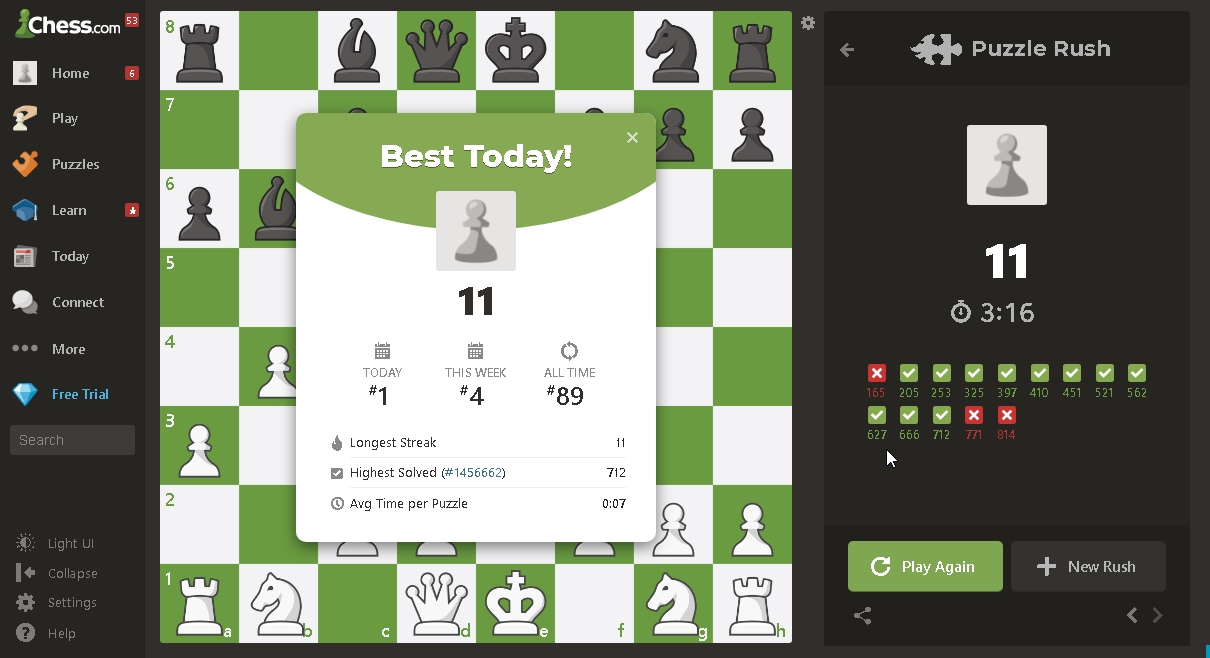 Chess.com 53
Home 6
Play
Puzzles
Learn
Today
Connect
More
Free Trial
Search
Light UI
Collapse
Settings
Help
8
7
6
5
4
3
2
1
a b c d e f g h
Best Today!
11
TODAY THIS WEEK ALL TIME
#1 #4 #89
Longest Streak 11
Highest Solved (#1456662) 712
Avg Time per Puzzle 0:07
Puzzle Rush
11
3:16
165 205 253 325 397 410 451 521 562
627 666 712 771 814
Play Again
New Rush